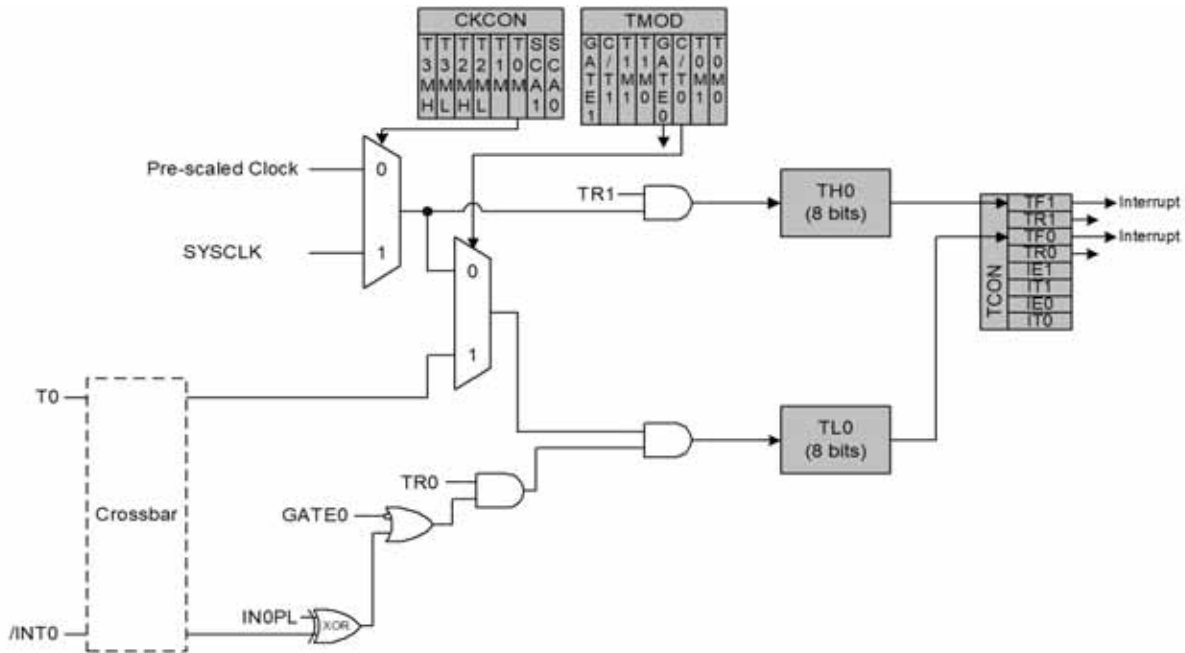 CKCON
T3MH T3ML T2MH T2ML T1M T0M SCA1 SCA0
TMOD
GATE1 C/T1 T1M1 T1M0 GATE0 C/T0 T0M1 T0M0
Pre-scaled Clock
0
SYSCLK
1
TR1
TH0
(8 bits)
TCON
TF1
TR1
TF0
TR0
IE1
IT1
IE0
IT0
Interrupt
Interrupt
0
1
T0
Crossbar
/INT0
TL0
(8 bits)
TR0
GATE0
IN0PL
XOR